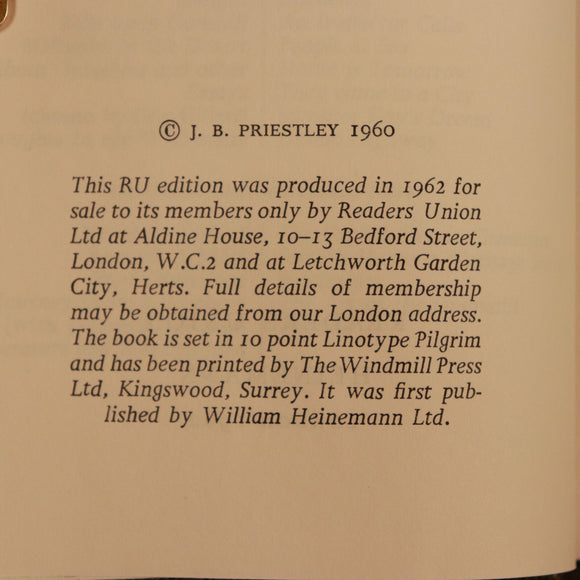 © J. B. PRIESTLEY 1960
This RU edition was produced in 1962 for
sale to its members only by Readers Union
Ltd at Aldine House, 10–13 Bedford Street,
London, W.C.2 and at Letchworth Garden
City, Herts. Full details of membership
may be obtained from our London address.
The book is set in 10 point Linotype Pilgrim
and has been printed by The Windmill Press
Ltd, Kingswood, Surrey. It was first pub-
lished by William Heinemann Ltd.